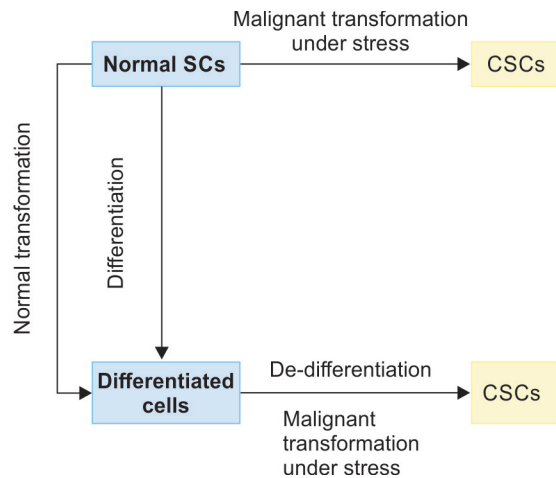 Malignant transformation
under stress
Normal SCs
CSCs
Normal transformation
Differentiation
Differentiated
cells
De-differentiation
CSCs
Malignant
transformation
under stress